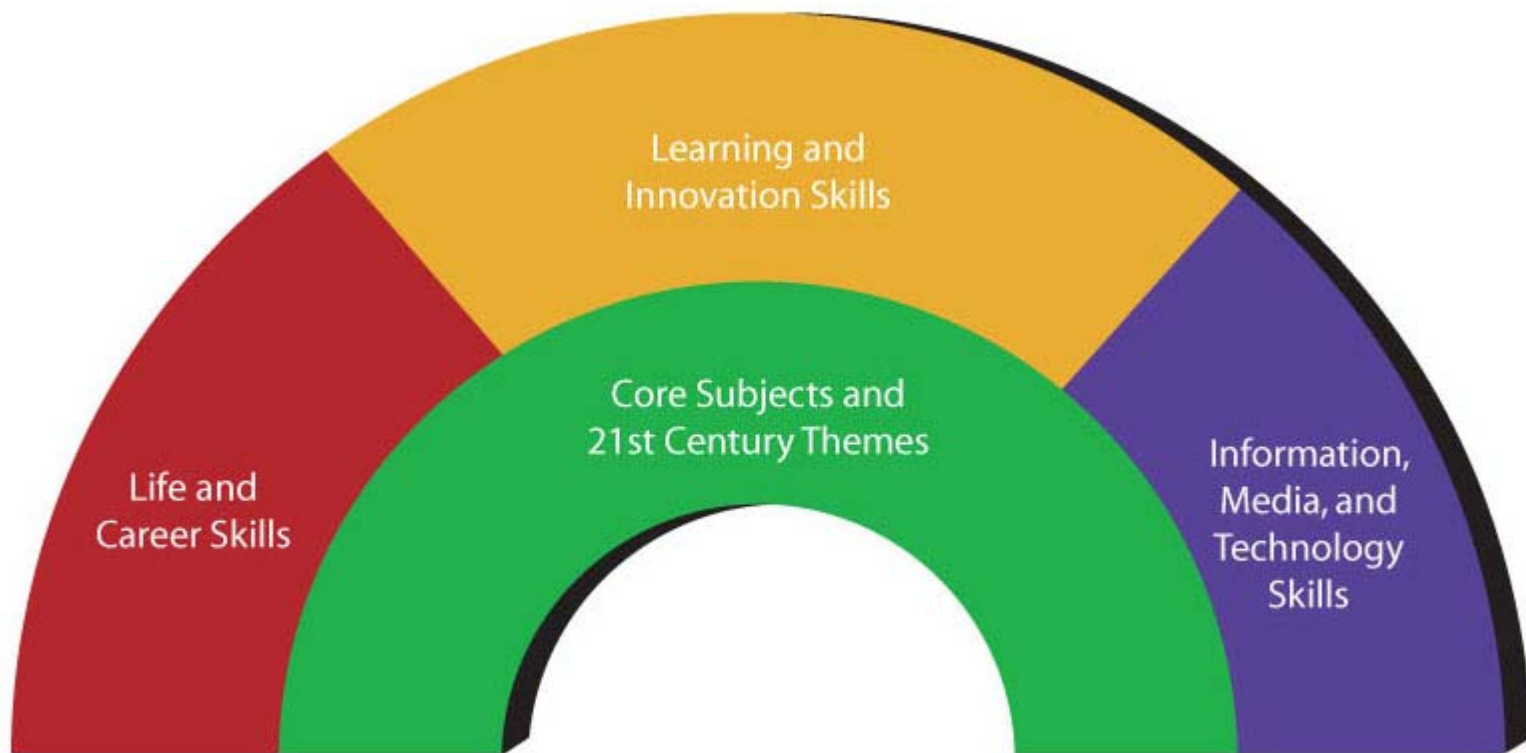 Learning and
Innovation Skills
Core Subjects and
21st Century Themes
Life and
Career Skills
Information,
Media, and
Technology
Skills